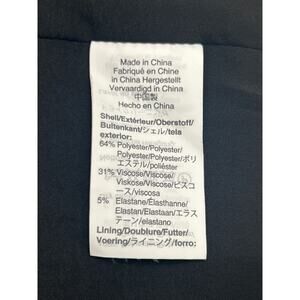 Made in China
Fabriqué en Chine
in China Hergestellt
Vervaardigd in China
中国製
Hecho en China
Shell/Extérieur/Oberstoff/
Buitenkant/シェル/tela
exterior:
64% Polyester/Polyester/
Polyester/Polyester/ポリ
エステル/poliéster
31% Viscose/Viscose/
Viskose/Viscose/ビスコ
ース/viscosa
5% Elastane/Élasthanne/
Elastan/Elastaan/エラス
テーン/elastano
Lining/Doublure/Futter/
Voering/ライニング/forro: